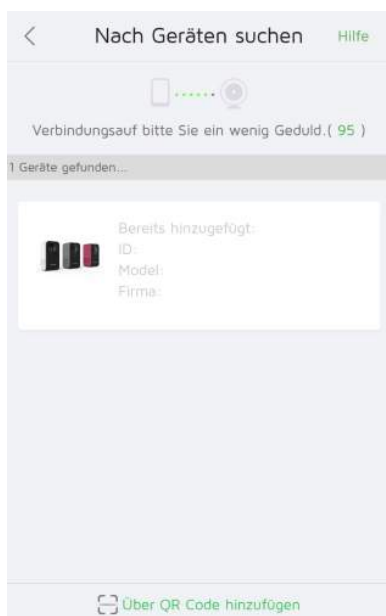 Nach Geräten suchen Hilfe
Verbindungsauf bitte Sie ein wenig Geduld.( 95 )
1 Geräte gefunden...
Bereits hinzugefügt:
ID:
Model:
Firma:
Über QR Code hinzufügen